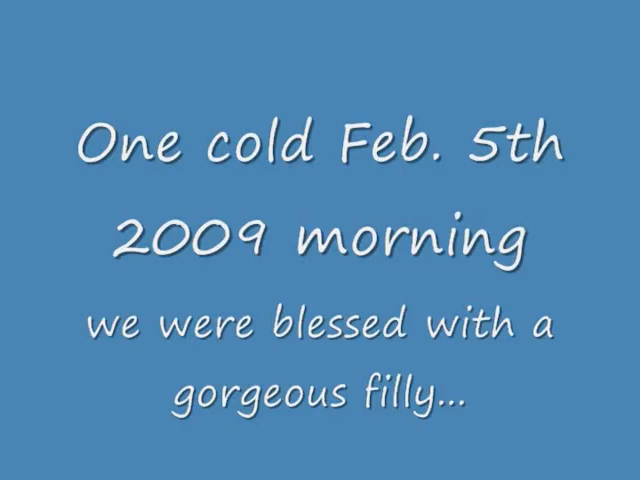 One cold Feb. 5th
2009 morning
we were blessed with a
gorgeous filly...